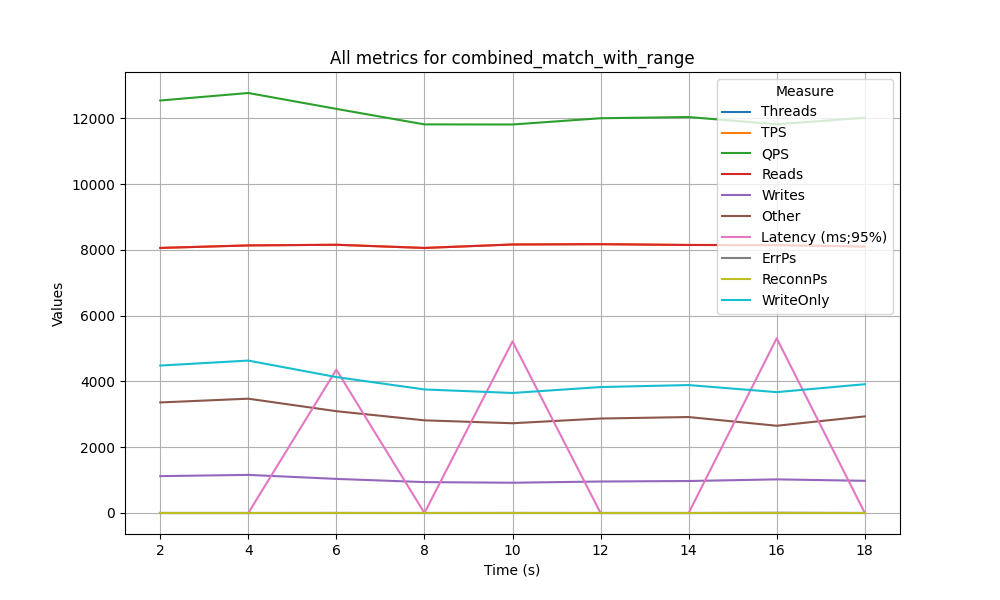 All metrics for combined_match_with_range
Measure
Threads
TPS
QPS
Reads
Writes
Other
Latency (ms;95%)
ErrPs
ReconnPs
WriteOnly
Values
12000
10000
8000
6000
4000
2000
0
2 4 6 8 10 12 14 16 18
Time (s)